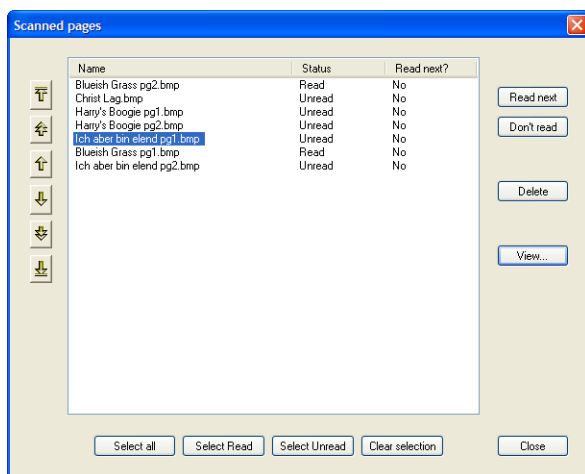 Scanned pages
Name Status Read next?
Blueish Grass pg2.bmp Read No
Christ Lag.bmp Unread No
Harry's Boogie pg1.bmp Unread No
Harry's Boogie pg2.bmp Unread No
Ich aber bin elend pg1.bmp Unread No
Blueish Grass pg1.bmp Read No
Ich aber bin elend pg2.bmp Unread No
Read next
Don't read
Delete
View...
Select all Select Read Select Unread Clear selection Close